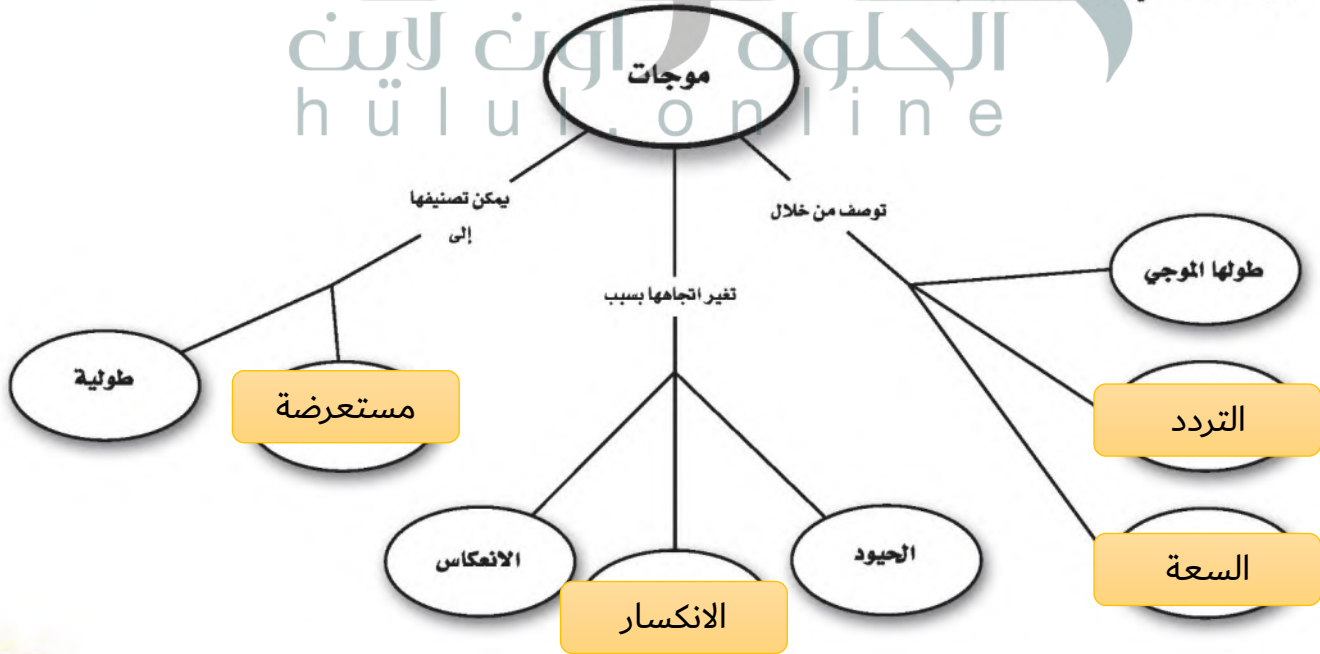 الحلول اون لاين
hulul.online
موجات
يمكن تصنيفها
إلى
توصف من خلال
تغير اتجاهها بسبب
طولها الموجي
طولية
مستعرضة
التردد
الانعكاس
الحيود
السعة
الانكسار